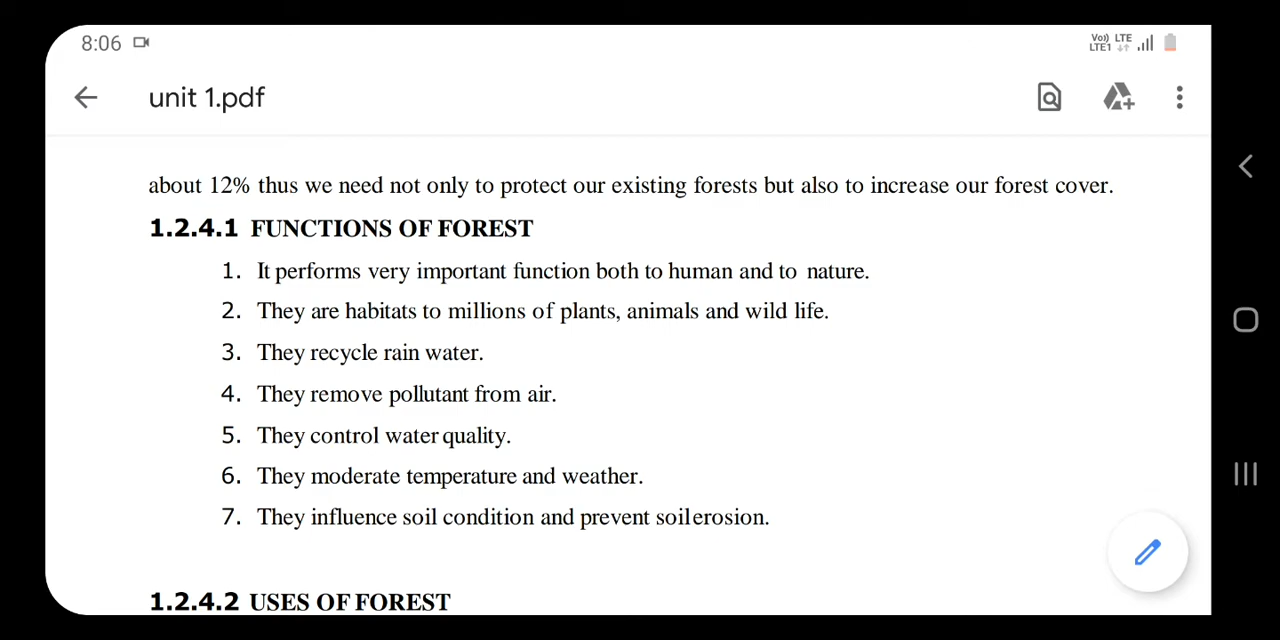 8:06
Vo)) LTE
LTE1
unit 1.pdf
about 12% thus we need not only to protect our existing forests but also to increase our forest cover.
1.2.4.1 FUNCTIONS OF FOREST
1. It performs very important function both to human and to nature.
2. They are habitats to millions of plants, animals and wild life.
3. They recycle rain water.
4. They remove pollutant from air.
5. They control water quality.
6. They moderate temperature and weather.
7. They influence soil condition and prevent soilerosion.
1.2.4.2 USES OF FOREST